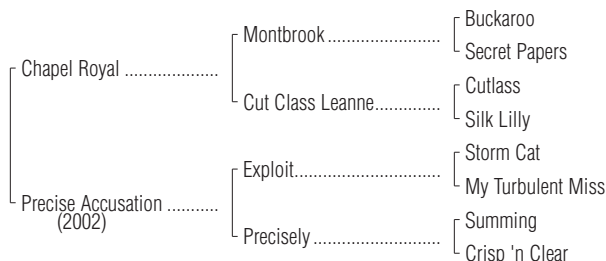 Buckaroo
Montbrook ........................
Secret Papers
Chapel Royal ....................
Cutlass
Cut Class Leanne..............
Silk Lilly
Storm Cat
Exploit...............................
My Turbulent Miss
Precise Accusation ...........
(2002)
Summing
Precisely ...........................
Crisp 'n Clear